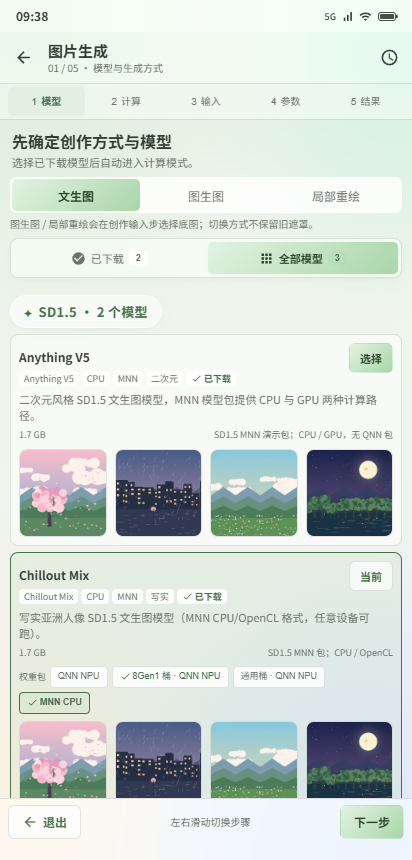 09:38
5G
图片生成
01 / 05 · 模型与生成方式
1 模型
2 计算
3 输入
4 参数
5 结果
先确定创作方式与模型
选择已下载模型后自动进入计算模式。
文生图
图生图
局部重绘
图生图 / 局部重绘会在创作输入步选择底图；切换方式不保留旧遮罩。
已下载 2
全部模型 3
SD1.5 · 2 个模型
Anything V5
选择
Anything V5
CPU
MNN
二次元
已下载
二次元风格 SD1.5 文生图模型，MNN 模型包提供 CPU 与 GPU 两种计算路
径。
1.7 GB
SD1.5 MNN 演示包；CPU / GPU，无 QNN 包
Chillout Mix
当前
Chillout Mix
CPU
MNN
写实
已下载
写实亚洲人像 SD1.5 文生图模型（MNN CPU/OpenCL 格式，任意设备可
跑）。
1.7 GB
SD1.5 MNN 包；CPU / OpenCL
权重包
QNN NPU
8Gen1 桶 · QNN NPU
通用桶 · QNN NPU
MNN CPU
退出
左右滑动切换步骤
下一步